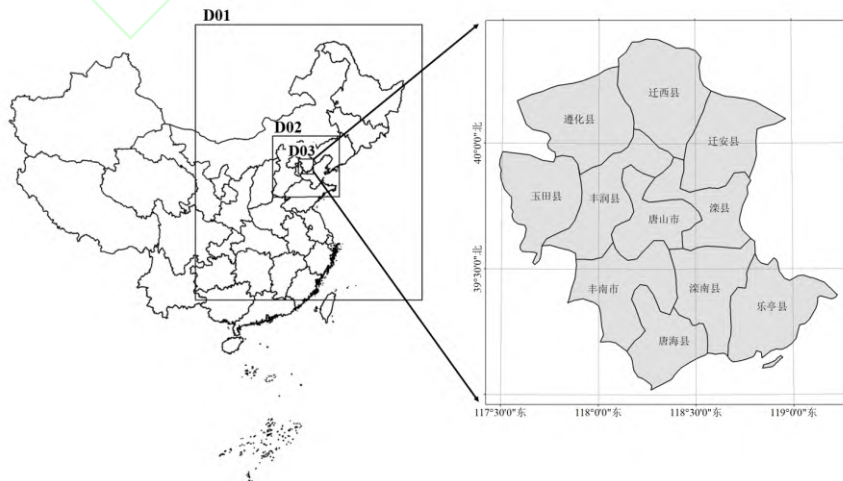 D01
D02
D03
迁西县
遵化县
迁安县
40°0'0"北
玉田县
丰润县
滦县
唐山市
39°30'0"北
丰南市
滦南县
乐亭县
唐海县
117°30'0"东
118°0'0"东
118°30'0"东
119°0'0"东